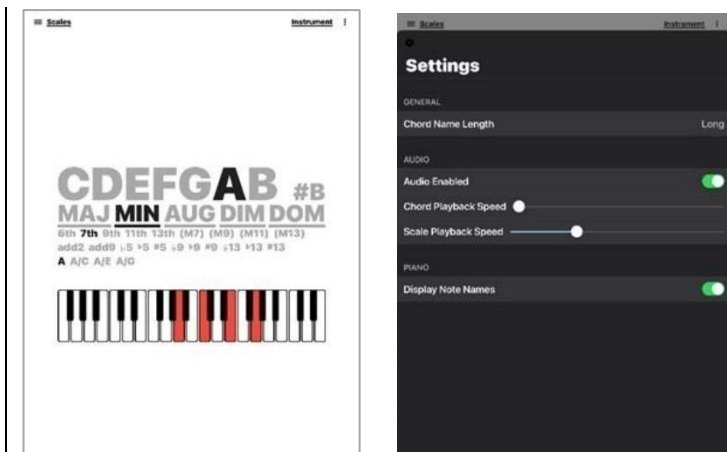 Scales Instrument
CDEFGAB #B
MAJ MIN AUG DIM DOM
6th 7th 9th 11th 13th (M7) (M9) (M11) (M13)
add2 add9 ♭5 ♮5 #5 ♭9 ♮9 #9 ♭13 ♮13 #13
A A/C A/E A/G
Scales Instrument
Settings
GENERAL
Chord Name Length Long
AUDIO
Audio Enabled
Chord Playback Speed
Scale Playback Speed
PIANO
Display Note Names